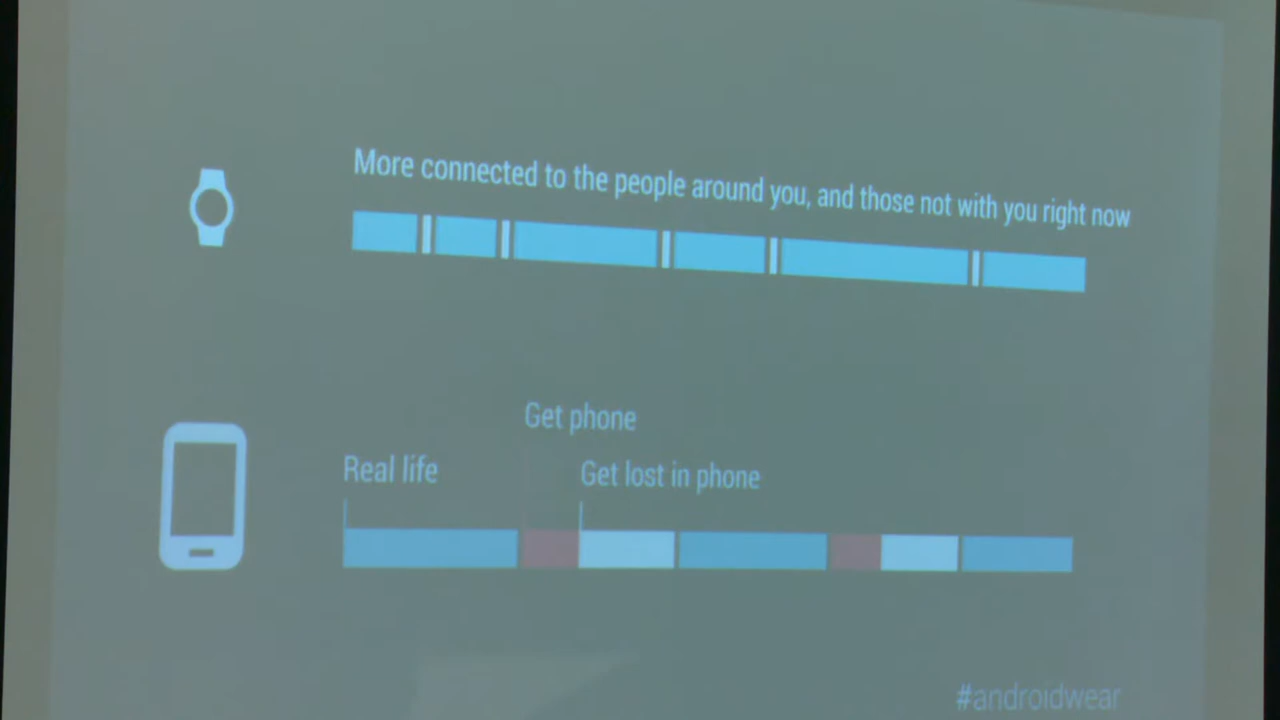 More connected to the people around you, and those not with you right now
Get phone
Real life
Get lost in phone
#androidwear